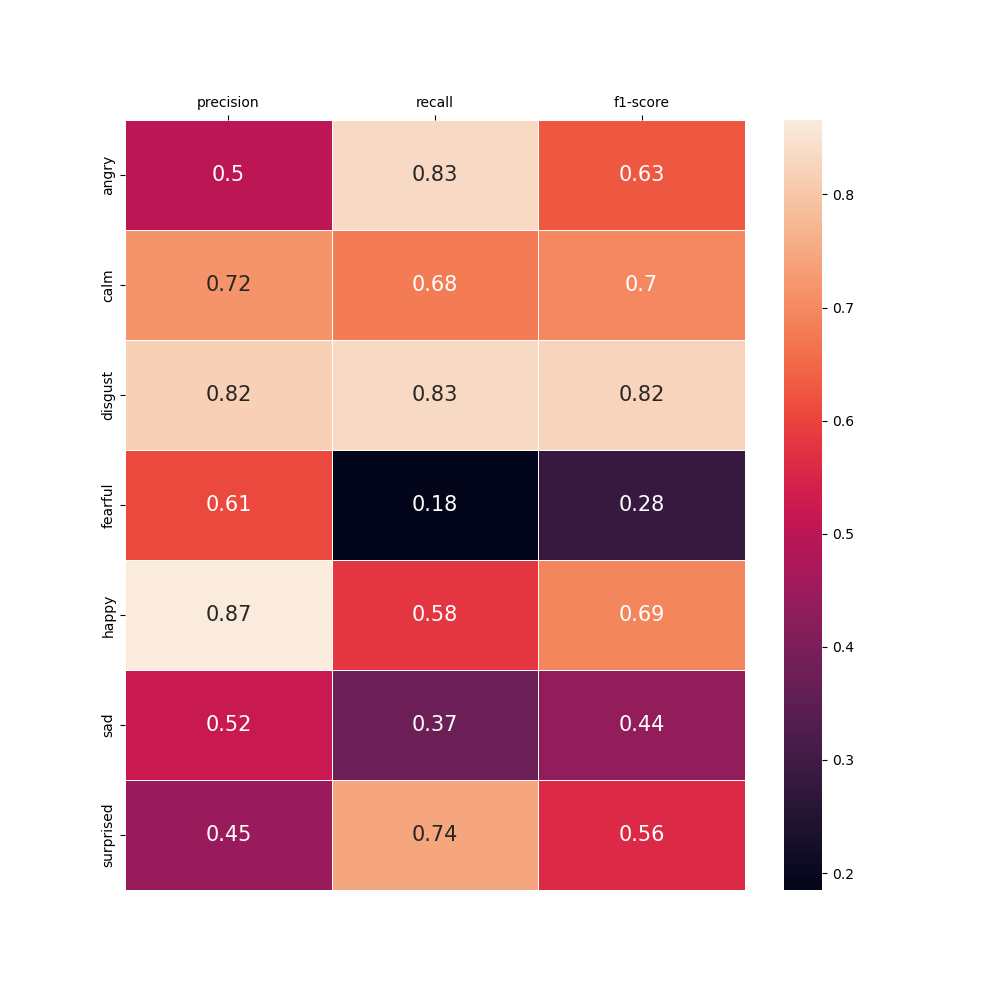 precision recall f1-score
angry 0.5 0.83 0.63
0.8
calm 0.72 0.68 0.7
0.7
disgust 0.82 0.83 0.82
0.6
fearful 0.61 0.18 0.28
0.5
happy 0.87 0.58 0.69
0.4
sad 0.52 0.37 0.44
0.3
surprised 0.45 0.74 0.56
0.2